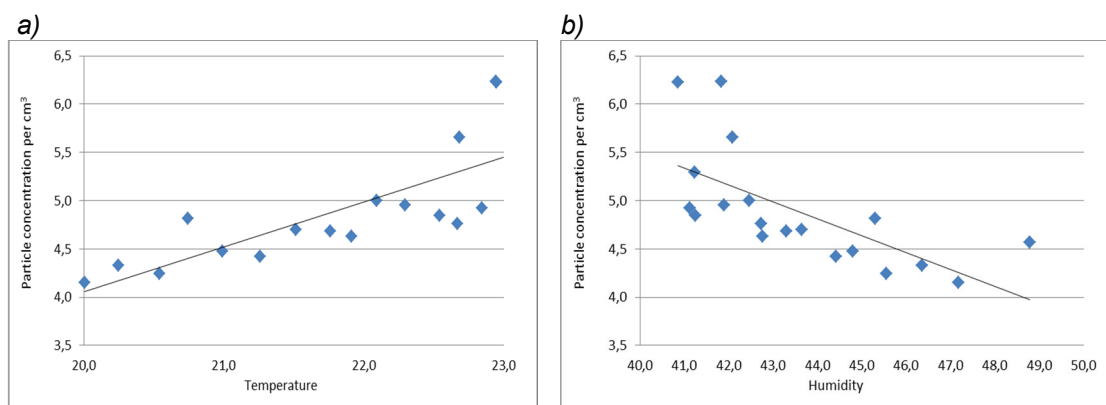 a)
6,5
6,0
5,5
5,0
4,5
4,0
3,5
Particle concentration per cm³
20,0 21,0 22,0 23,0
Temperature
b)
6,5
6,0
5,5
5,0
4,5
4,0
3,5
Particle concentration per cm³
40,0 41,0 42,0 43,0 44,0 45,0 46,0 47,0 48,0 49,0 50,0
Humidity